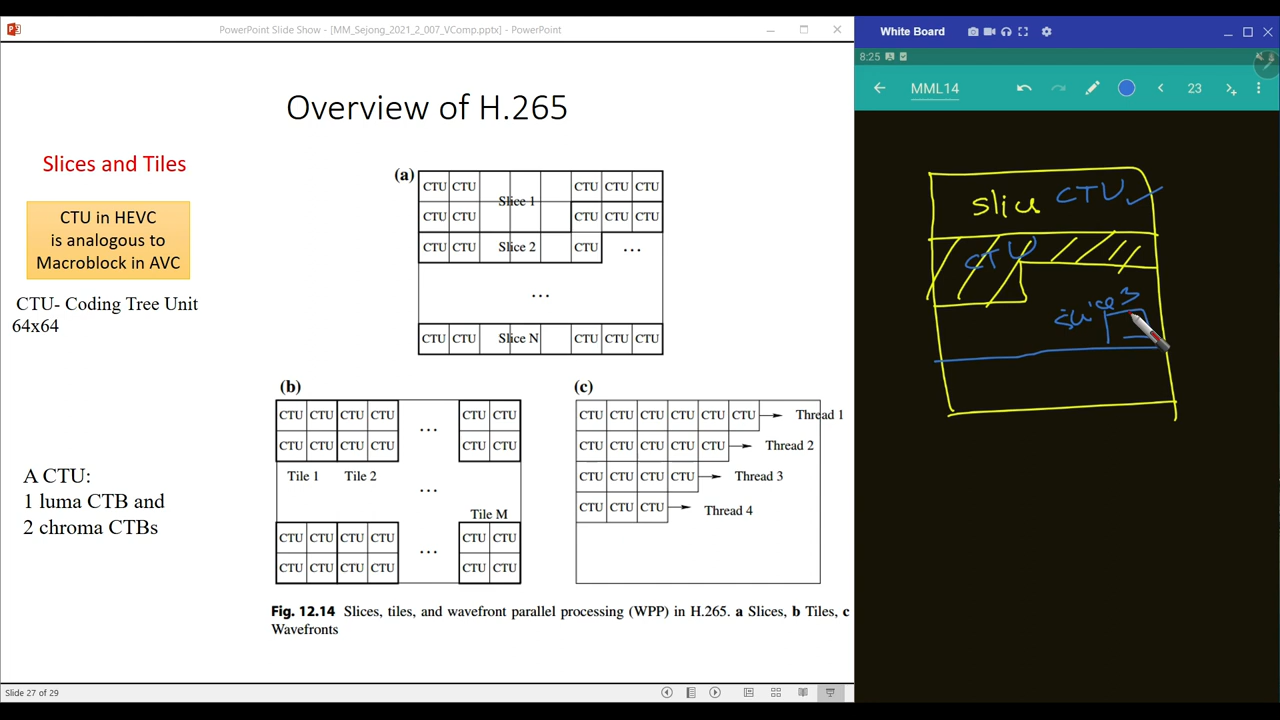 PowerPoint Slide Show - [MM_Sejong_2021_2_007_VComp.pptx] - PowerPoint
Overview of H.265
Slices and Tiles
CTU in HEVC
is analogous to
Macroblock in AVC
CTU- Coding Tree Unit
64x64
A CTU:
1 luma CTB and
2 chroma CTBs
(a)
CTU CTU CTU CTU CTU
Slice 1
CTU CTU CTU CTU CTU
CTU CTU Slice 2 CTU ...
...
CTU CTU Slice N CTU CTU CTU
(b)
CTU CTU CTU CTU ... CTU CTU
CTU CTU CTU CTU CTU CTU
Tile 1 Tile 2
...
Tile M
CTU CTU CTU CTU ... CTU CTU
CTU CTU CTU CTU CTU CTU
(c)
CTU CTU CTU CTU CTU CTU Thread 1
CTU CTU CTU CTU CTU Thread 2
CTU CTU CTU CTU Thread 3
CTU CTU CTU Thread 4
Fig. 12.14 Slices, tiles, and wavefront parallel processing (WPP) in H.265. a Slices, b Tiles, c
Wavefronts
Slide 27 of 29
White Board
8:25
MML14
23
slice CTU
CTU
slice 3